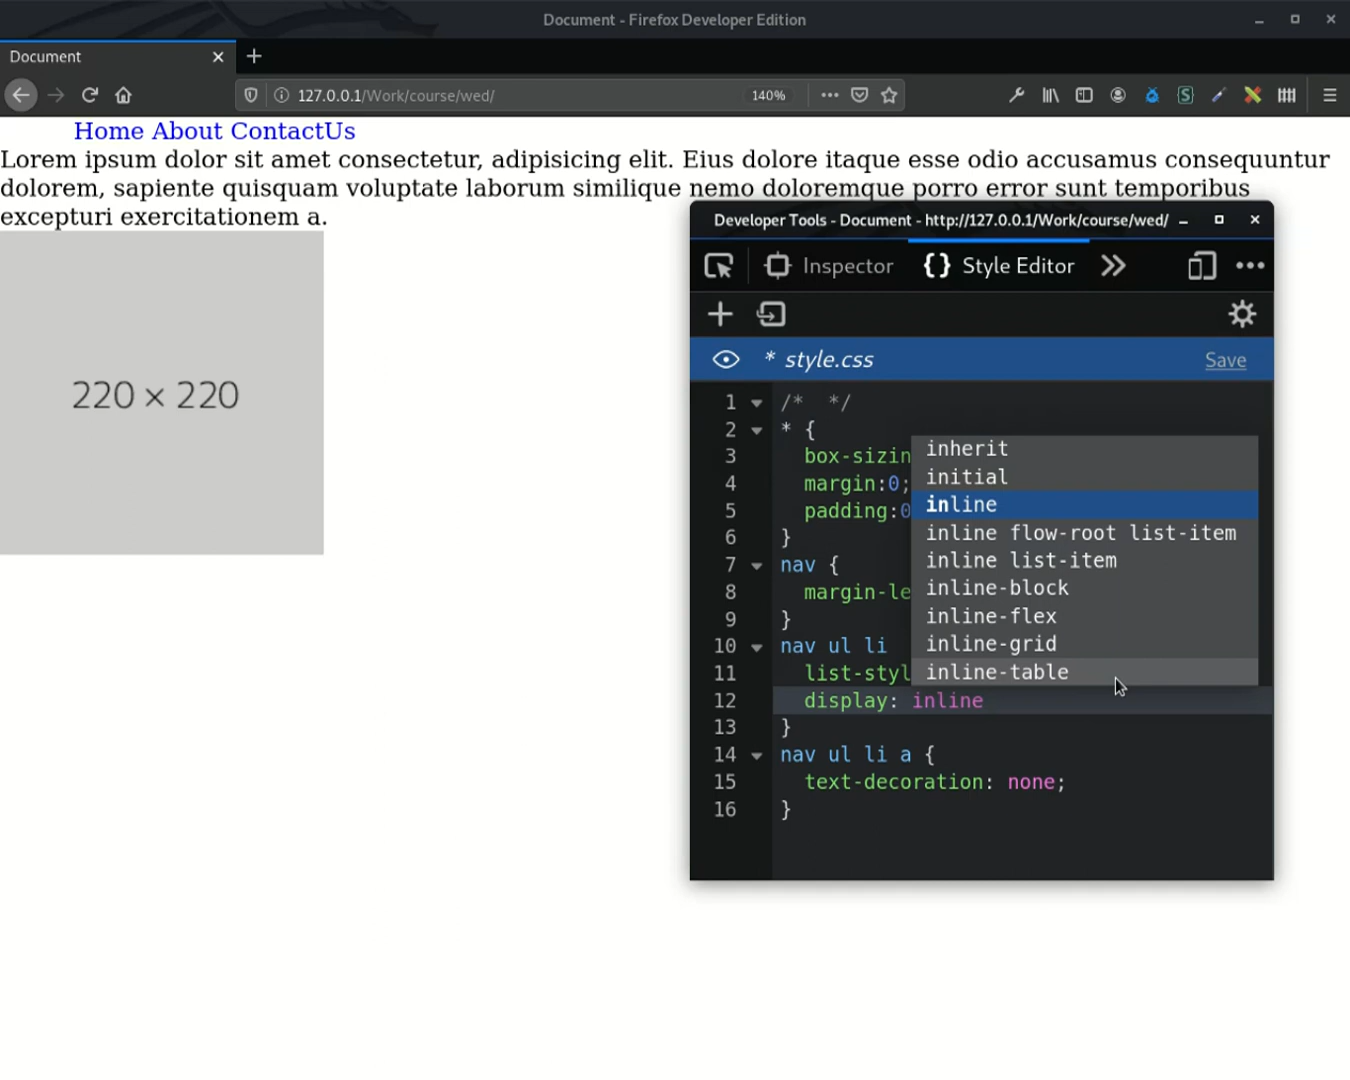 Document - Firefox Developer Edition
Document
127.0.0.1/Work/course/wed/
140%
Home About ContactUs
Lorem ipsum dolor sit amet consectetur, adipisicing elit. Eius dolore itaque esse odio accusamus consequuntur
dolorem, sapiente quisquam voluptate laborum similique nemo doloremque porro error sunt temporibus
excepturi exercitationem a.
220 × 220
Developer Tools - Document - http://127.0.0.1/Work/course/wed/
Inspector
{} Style Editor
* style.css
Save
1 /*  */
2 * {
3 box-sizin
4 margin:0;
5 padding:0
6 }
7 nav {
8 margin-le
9 }
10 nav ul li
11 list-styl
12 display: inline
13 }
14 nav ul li a {
15 text-decoration: none;
16 }
inherit
initial
inline
inline flow-root list-item
inline list-item
inline-block
inline-flex
inline-grid
inline-table